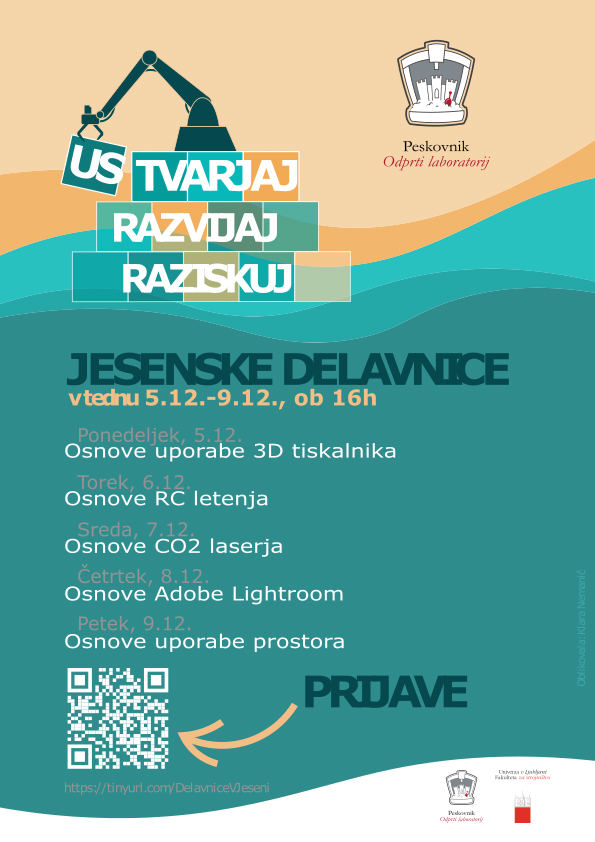 Peskovnik
Odprti laboratorij
US TVARJAJ
RAZVIJAJ
RAZISKUJ
JESENSKE DELAVNICE
v tednu 5.12.-9.12., ob 16h
Ponedeljek, 5.12.
Osnove uporabe 3D tiskalnika
Torek, 6.12.
Osnove RC letenja
Sreda, 7.12.
Osnove CO2 laserja
Četrtek, 8.12.
Osnove Adobe Lightroom
Petek, 9.12.
Osnove uporabe prostora
PRIJAVE
https://tinyurl.com/DelavniceVJeseni
Oblikovala: Klara Nemanič
Peskovnik
Odprti laboratorij
Univerza v Ljubljani
Fakulteta za strojništvo